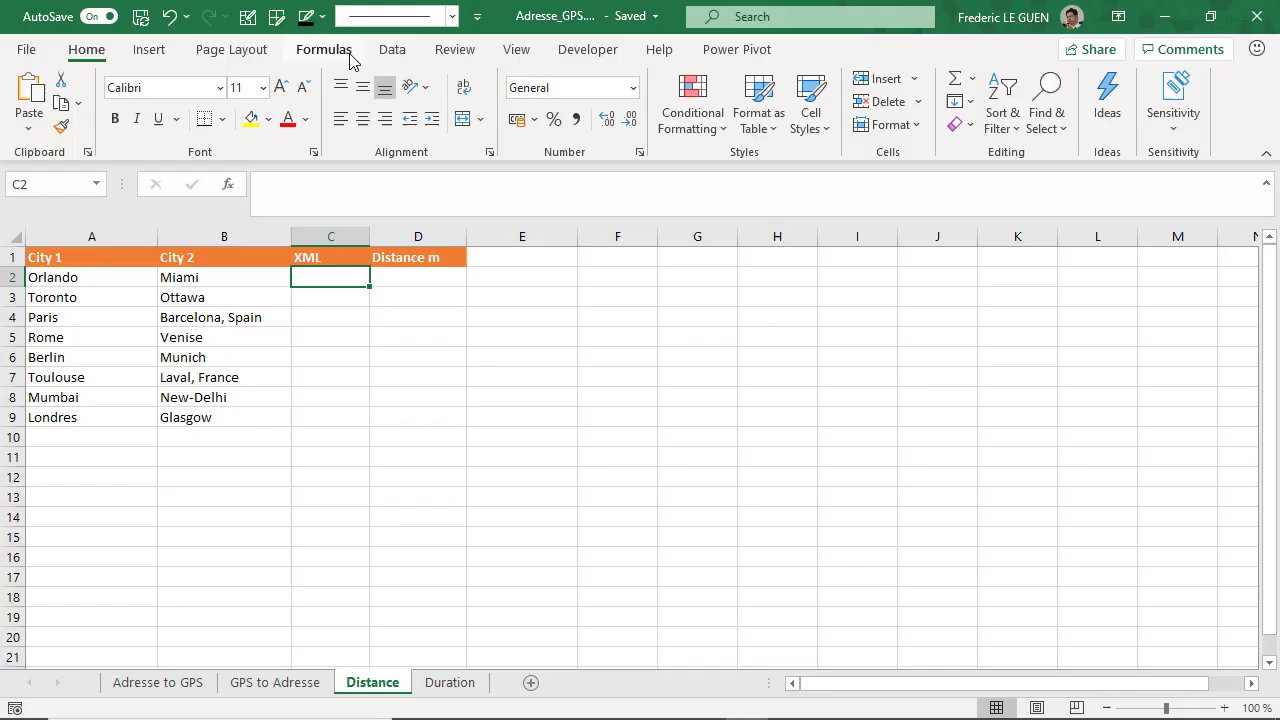 AutoSave On Adresse_GPS.... - Saved Search Frederic LE GUEN
File Home Insert Page Layout Formulas Data Review View Developer Help Power Pivot Share Comments
Paste Calibri 11 General Conditional Formatting Format as Table Cell Styles Insert Delete Format Sort & Filter Find & Select Ideas Sensitivity
Clipboard Font Alignment Number Styles Cells Editing Ideas Sensitivity
C2 fx
A B C D E F G H I J K L M N
1 City 1 City 2 XML Distance m
2 Orlando Miami
3 Toronto Ottawa
4 Paris Barcelona, Spain
5 Rome Venise
6 Berlin Munich
7 Toulouse Laval, France
8 Mumbai New-Delhi
9 Londres Glasgow
10
11
12
13
14
15
16
17
18
19
20
21
Adresse to GPS GPS to Adresse Distance Duration
100 %